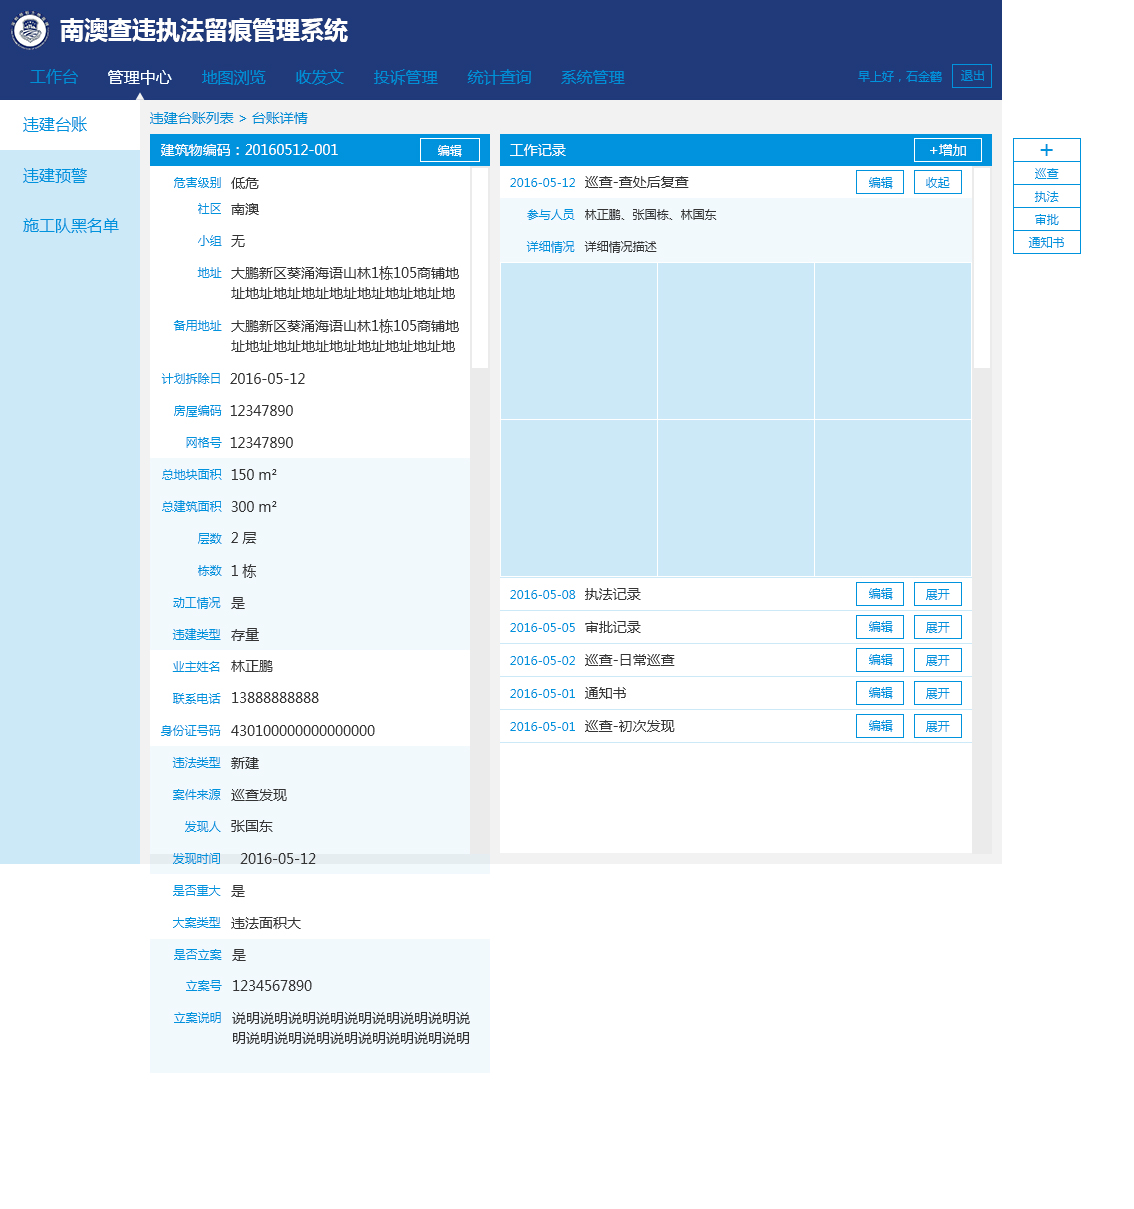 南澳查违执法留痕管理系统
工作台 管理中心 地图浏览 收发文 投诉管理 统计查询 系统管理 早上好，石金鹤 退出
违建台账
违建预警
施工队黑名单
违建台账列表 > 台账详情
建筑物编码：20160512-001 编辑
危害级别 低危
社区 南澳
小组 无
地址 大鹏新区葵涌海语山林1栋105商铺地
址地址地址地址地址地址地址地址地
备用地址 大鹏新区葵涌海语山林1栋105商铺地
址地址地址地址地址地址地址地址地
计划拆除日 2016-05-12
房屋编码 12347890
网格号 12347890
总地块面积 150 m²
总建筑面积 300 m²
层数 2 层
栋数 1 栋
动工情况 是
违建类型 存量
业主姓名 林正鹏
联系电话 13888888888
身份证号码 430100000000000000
违法类型 新建
案件来源 巡查发现
发现人 张国东
发现时间 2016-05-12
是否重大 是
大案类型 违法面积大
是否立案 是
立案号 1234567890
立案说明 说明说明说明说明说明说明说明说明说
明说明说明说明说明说明说明说明说明
工作记录 +增加
2016-05-12 巡查-查处后复查 编辑 收起
参与人员 林正鹏、张国栋、林国东
详细情况 详细情况描述
2016-05-08 执法记录 编辑 展开
2016-05-05 审批记录 编辑 展开
2016-05-02 巡查-日常巡查 编辑 展开
2016-05-01 通知书 编辑 展开
2016-05-01 巡查-初次发现 编辑 展开
+
巡查
执法
审批
通知书